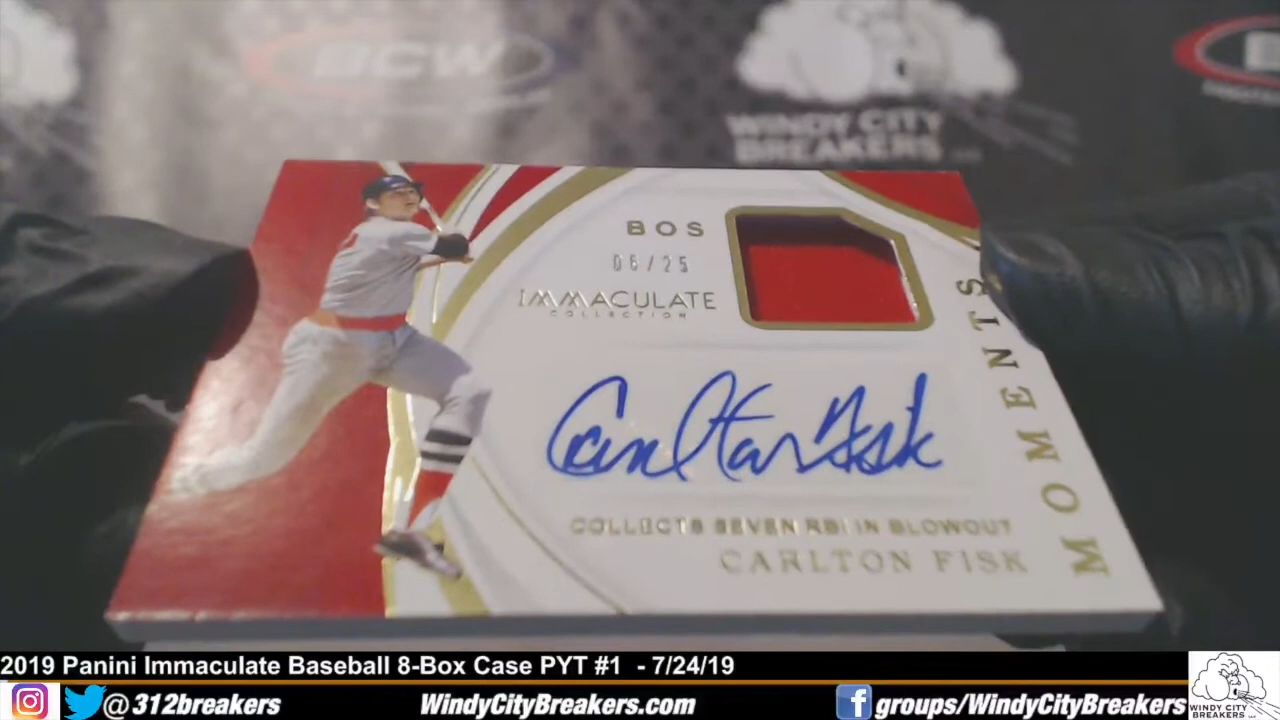 BCW
WINDY CITY
BREAKERS
BOS
06/25
IMMACULATE
COLLECTION
MOMENTS
Carlton Fisk
COLLECTS SEVEN RBI IN BLOWOUT
CARLTON FISK
2019 Panini Immaculate Baseball 8-Box Case PYT #1 - 7/24/19
@312breakers
WindyCityBreakers.com
groups/WindyCityBreakers
WINDY CITY
BREAKERS